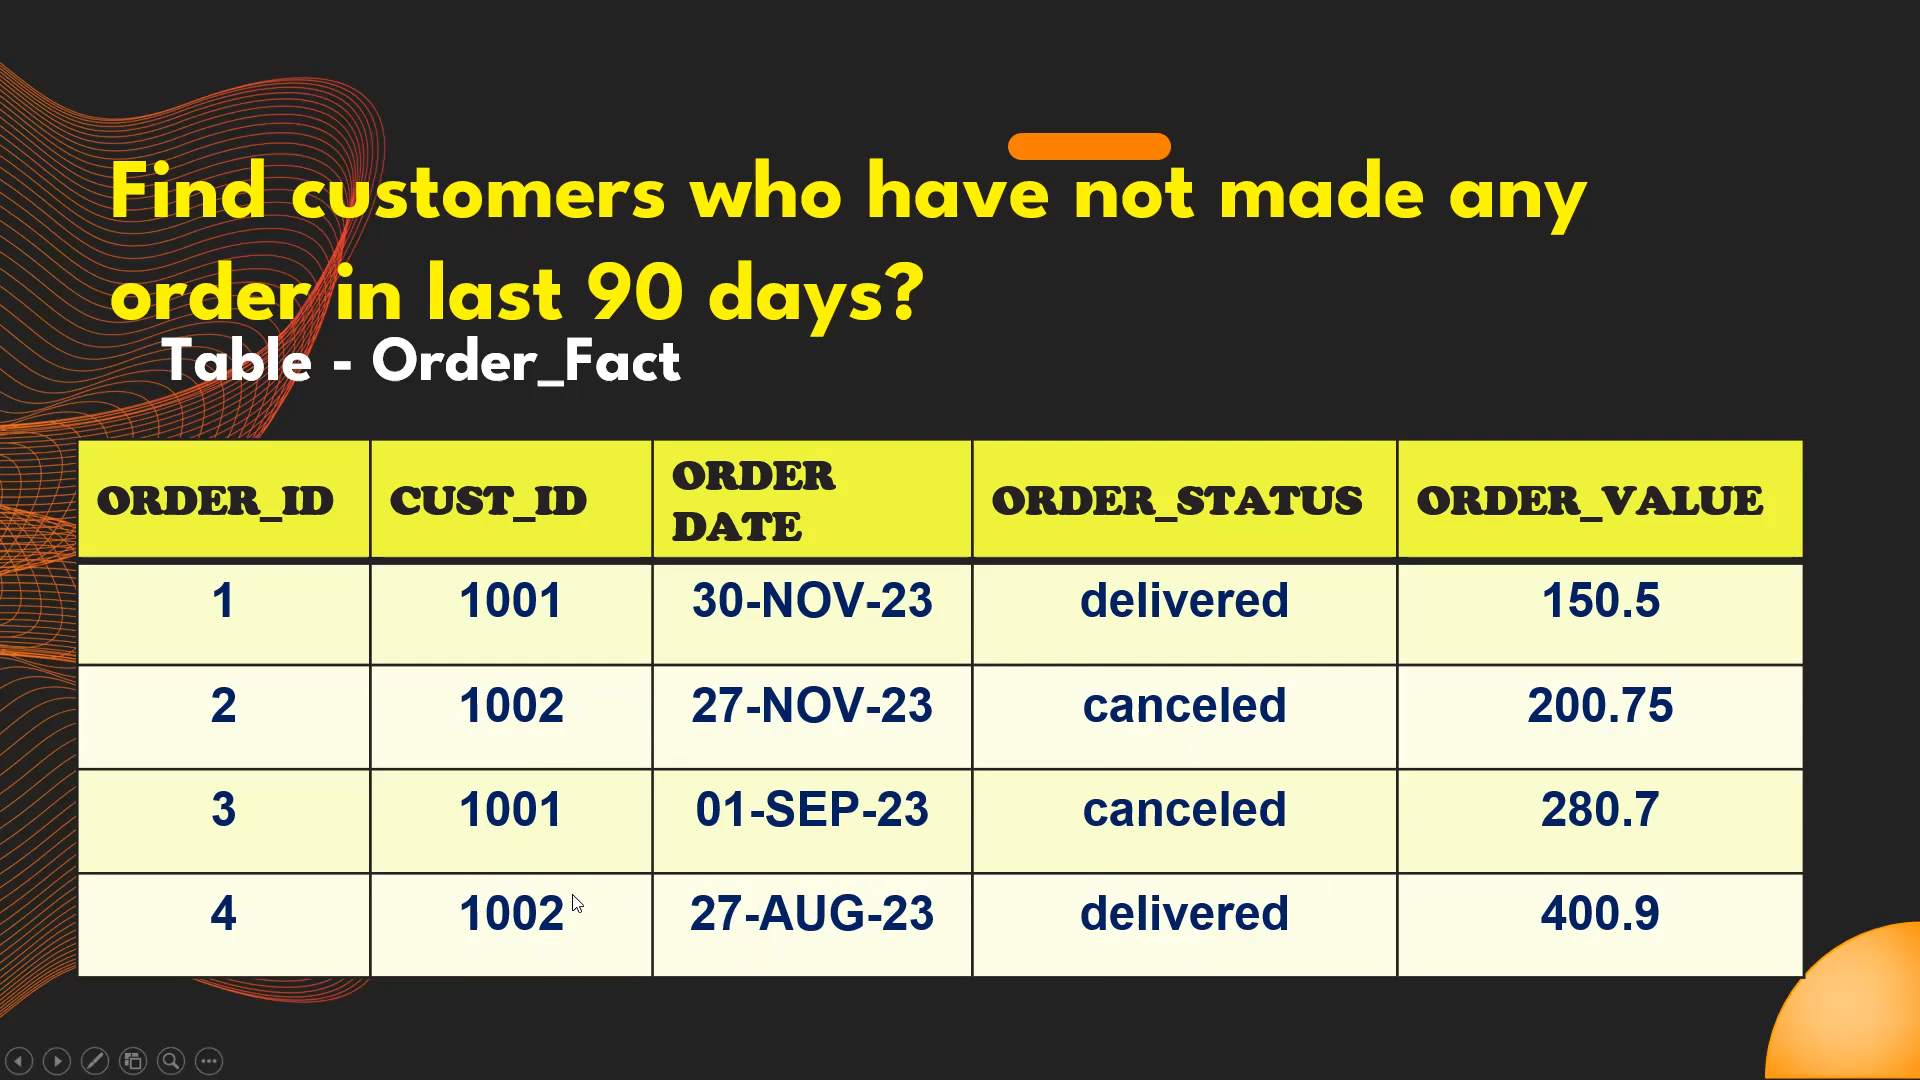 Find customers who have not made any
order in last 90 days?
Table - Order_Fact
ORDER_ID CUST_ID ORDER DATE ORDER_STATUS ORDER_VALUE
1 1001 30-NOV-23 delivered 150.5
2 1002 27-NOV-23 canceled 200.75
3 1001 01-SEP-23 canceled 280.7
4 1002 27-AUG-23 delivered 400.9